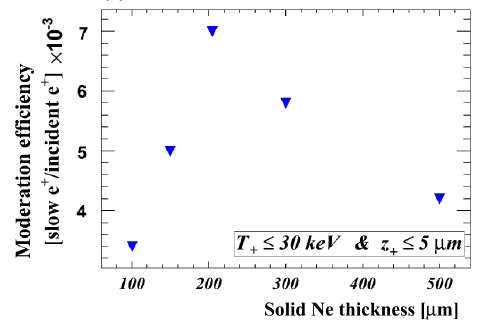 7
6
5
4
Moderation efficiency
[slow e⁺/incident e⁺] ×10⁻³
T₊ ≤ 30 keV & z₊ ≤ 5 μm
100 200 300 400 500
Solid Ne thickness [μm]